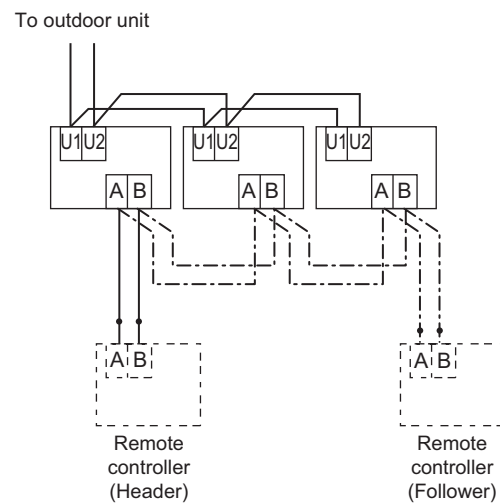 To outdoor unit
U1 U2 U1 U2 U1 U2
A B A B A B
A B A B
Remote controller (Header)
Remote controller (Follower)